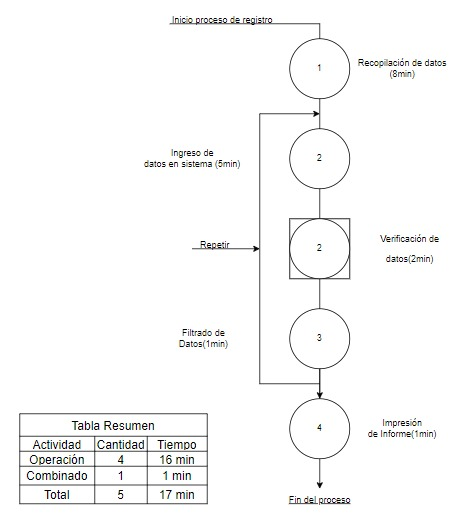 Inicio proceso de registro
1
Recopilación de datos
(8min)
Ingreso de
datos en sistema (5min)
2
Repetir
2
Verificación de
datos(2min)
Filtrado de
Datos(1min)
3
4
Impresión
de Informe(1min)
Fin del proceso
Tabla Resumen
Actividad Cantidad Tiempo
Operación 4 16 min
Combinado 1 1 min
Total 5 17 min